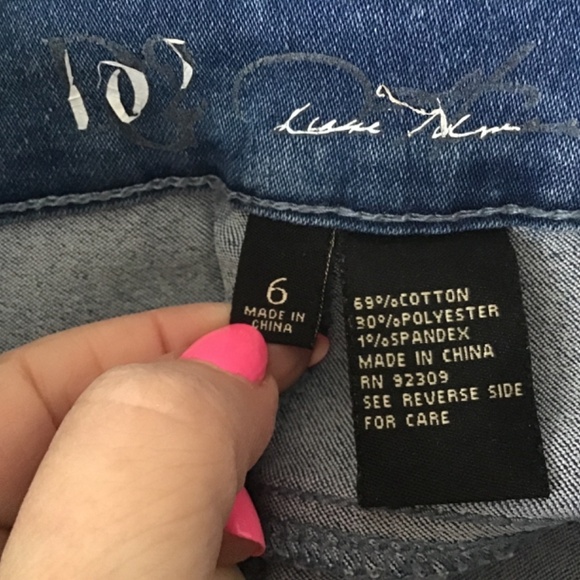 6
MADE IN
CHINA
69%COTTON
30%POLYESTER
1%SPANDEX
MADE IN CHINA
RN 92309
SEE REVERSE SIDE
FOR CARE